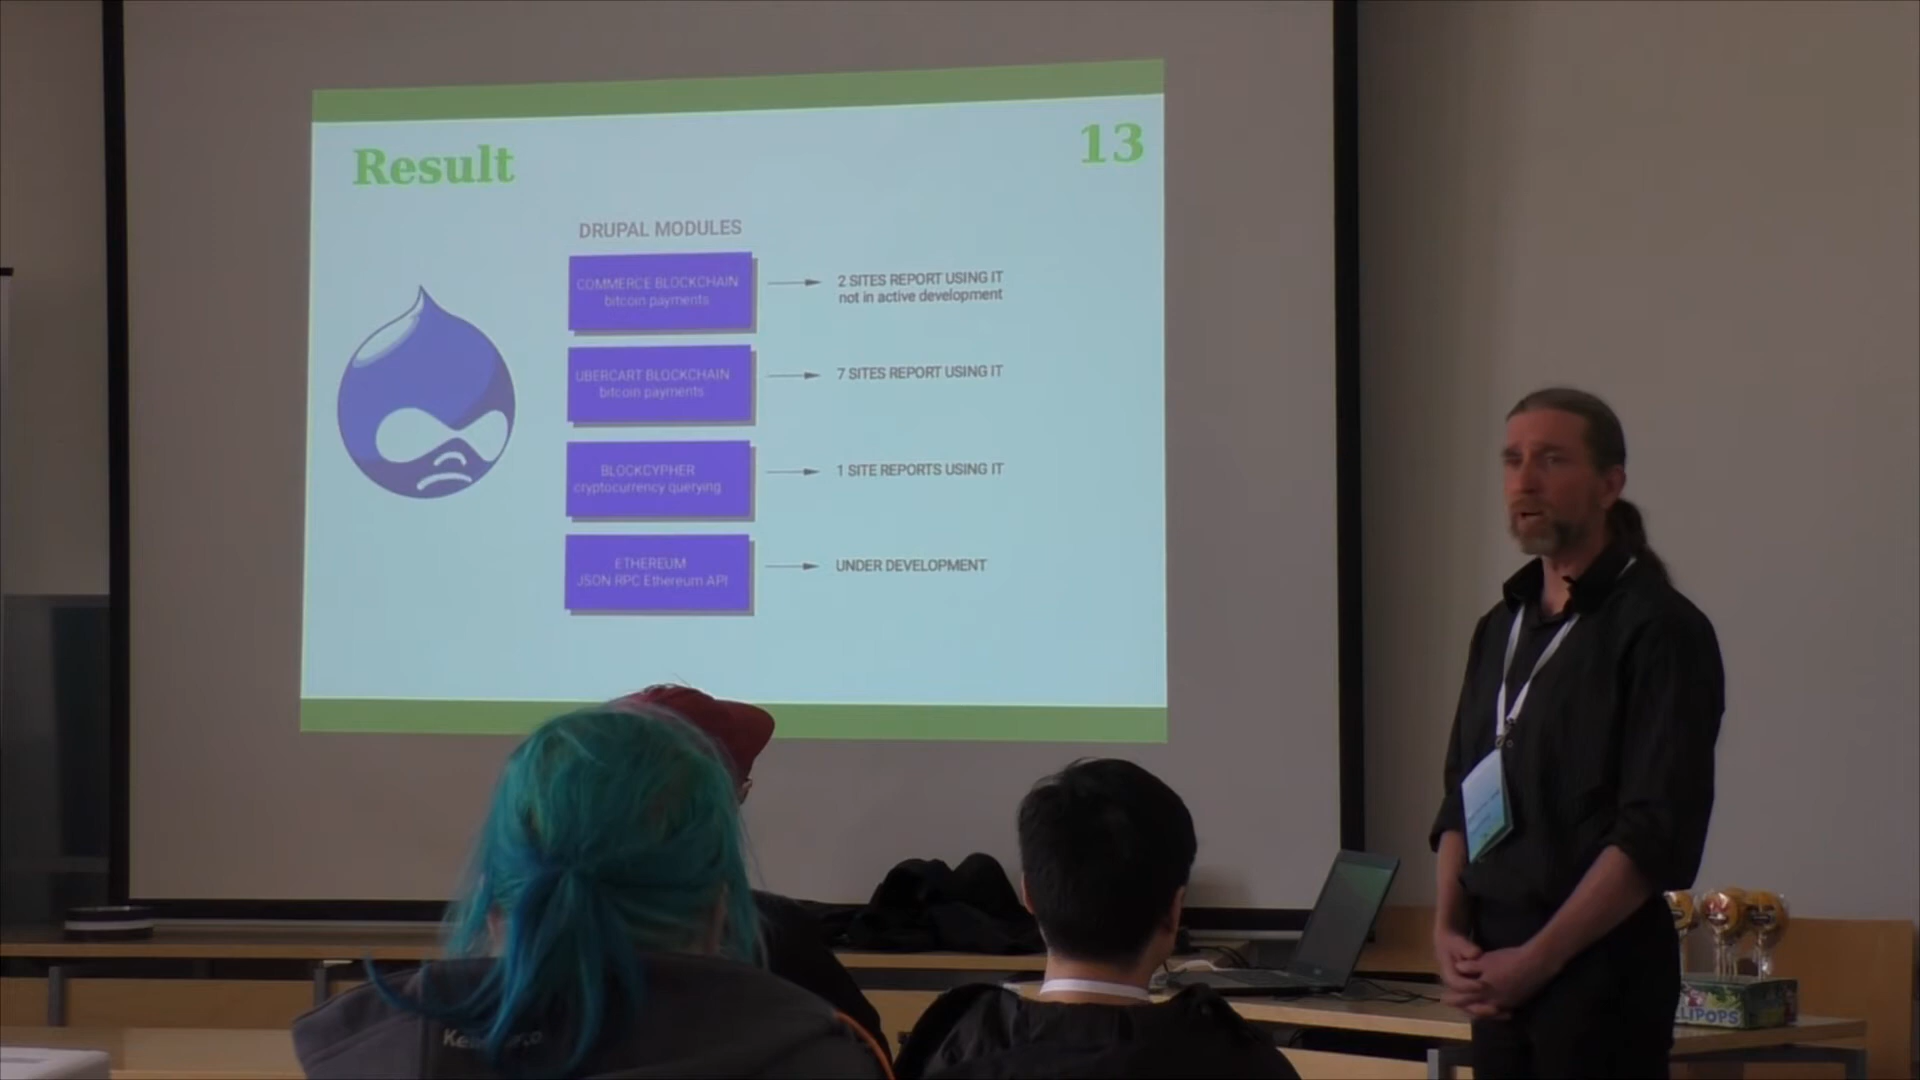 Result
13
DRUPAL MODULES
COMMERCE BLOCKCHAIN
bitcoin payments
2 SITES REPORT USING IT
not in active development
UBERCART BLOCKCHAIN
bitcoin payments
7 SITES REPORT USING IT
BLOCKCYPHER
cryptocurrency querying
1 SITE REPORTS USING IT
ETHEREUM
JSON RPC Ethereum API
UNDER DEVELOPMENT
LIPOPS